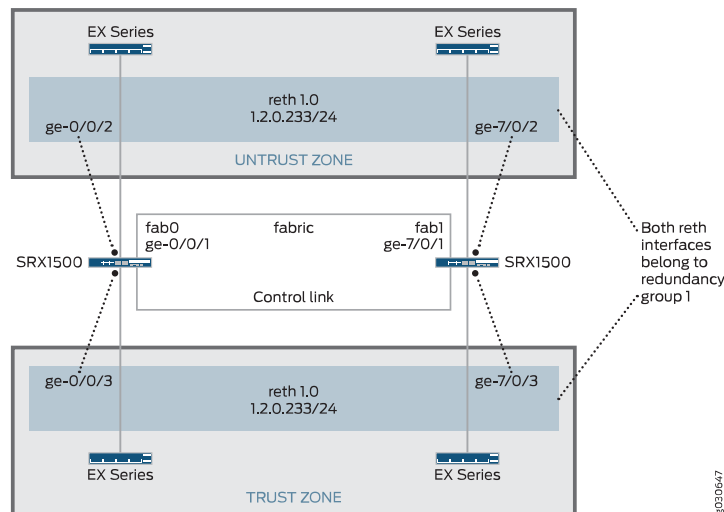 EX Series
EX Series
reth 1.0
1.2.0.233/24
ge-0/0/2
ge-7/0/2
UNTRUST ZONE
fab0
ge-0/0/1
fabric
fab1
ge-7/0/1
SRX1500
SRX1500
Control link
Both reth
interfaces
belong to
redundancy
group 1
ge-0/0/3
ge-7/0/3
reth 1.0
1.2.0.233/24
EX Series
EX Series
TRUST ZONE
g030647